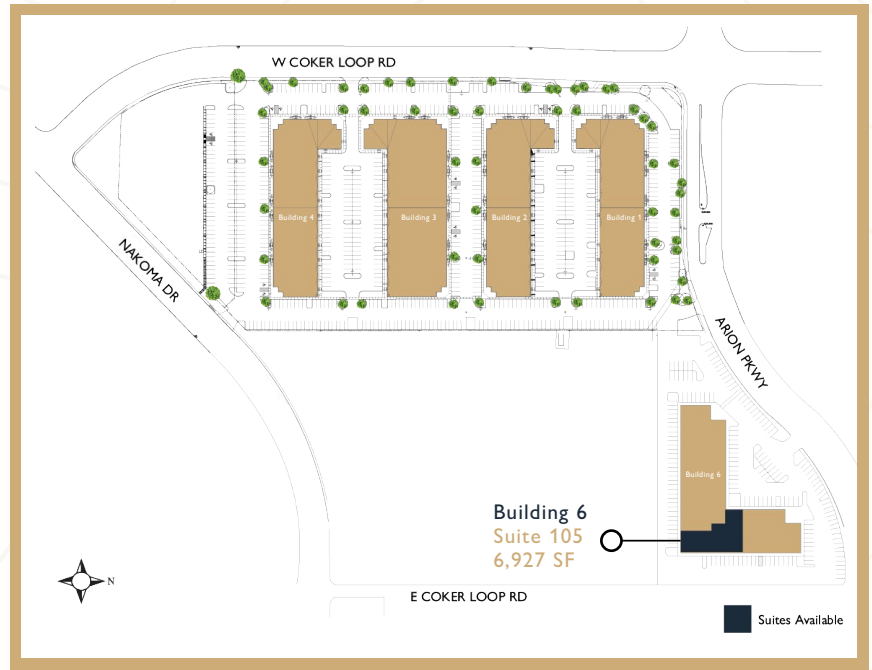 W COKER LOOP RD
Building 4
Building 3
Building 2
Building 1
NAKOMA DR
ARION PKWY
Building 6
Building 6
Suite 105
6,927 SF
N
E COKER LOOP RD
Suites Available